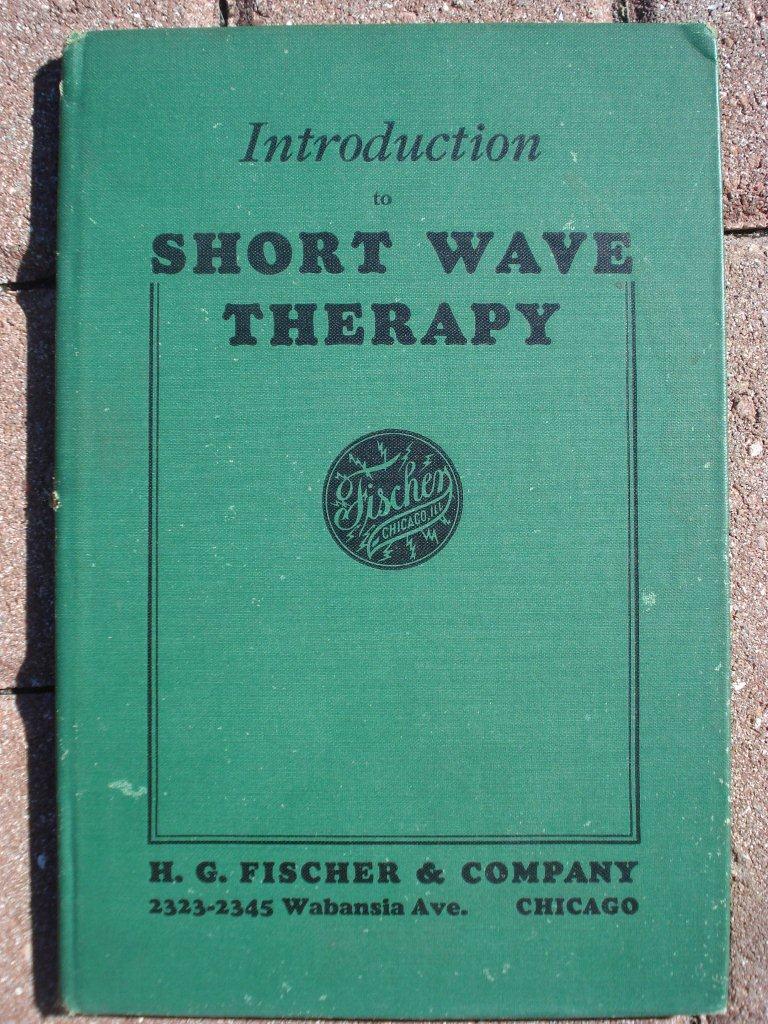 Introduction
to
SHORT WAVE
THERAPY
Fischer
CHICAGO. ILL
H. G. FISCHER & COMPANY
2323-2345 Wabansia Ave. CHICAGO